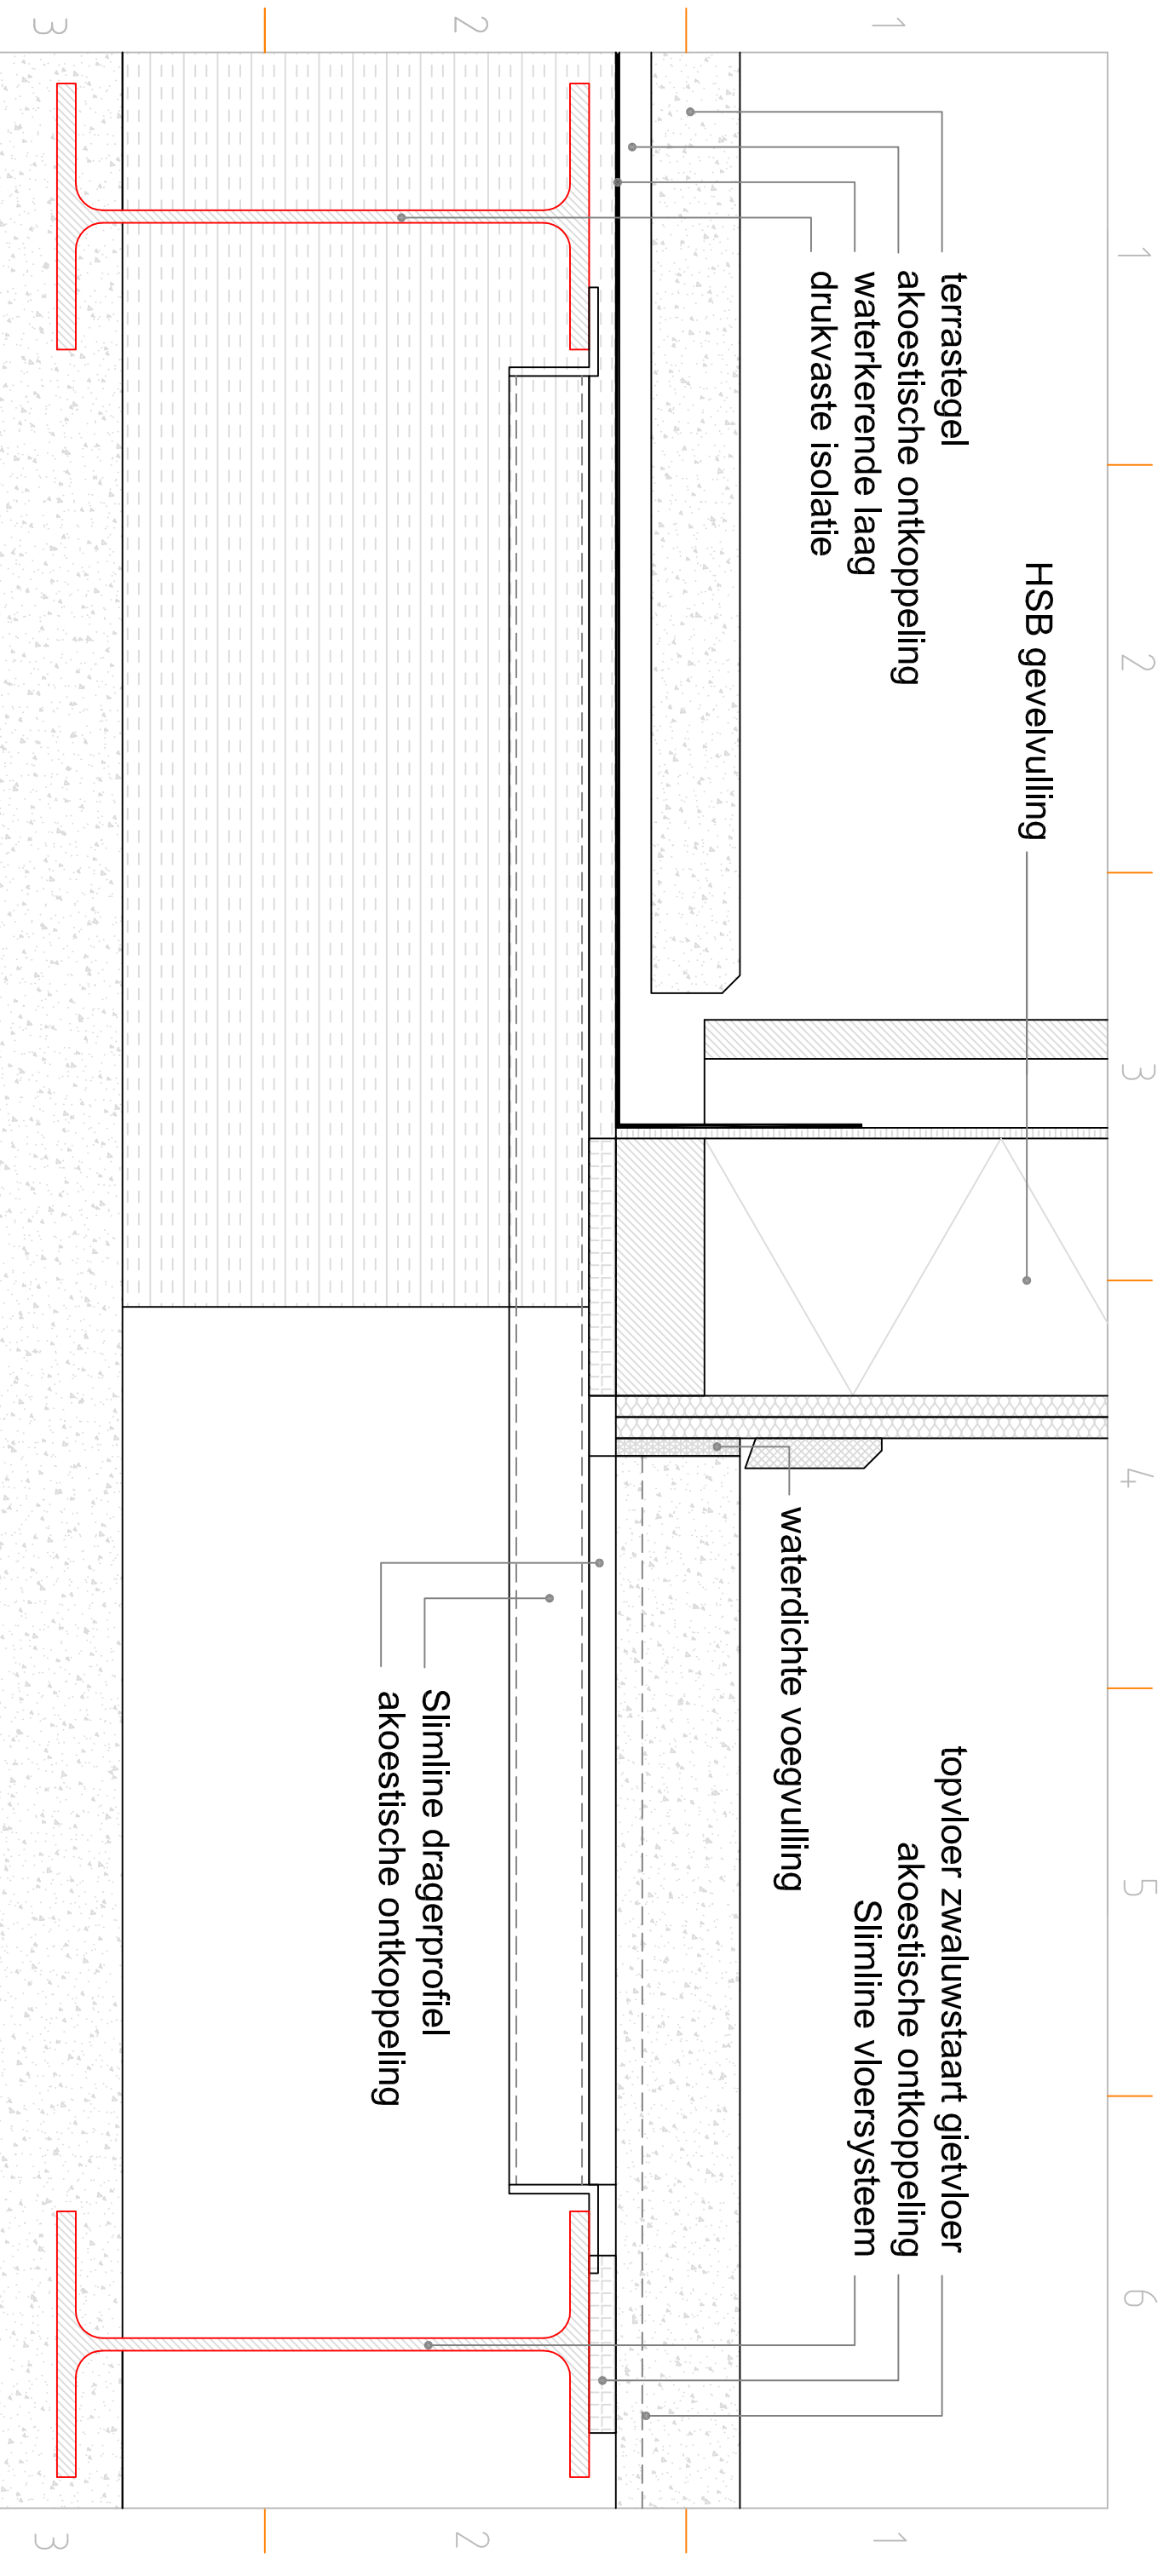 1
2
3
4
5
6
1
2
3
HSB gevelvulling
terrastegel
akoestische ontkoppeling
waterkerende laag
drukvaste isolatie
topvloer zwaluwstaart gietvloer
akoestische ontkoppeling
Slimline vloersysteem
waterdichte voegvulling
Slimline dragerprofiel
akoestische ontkoppeling
1
2
3